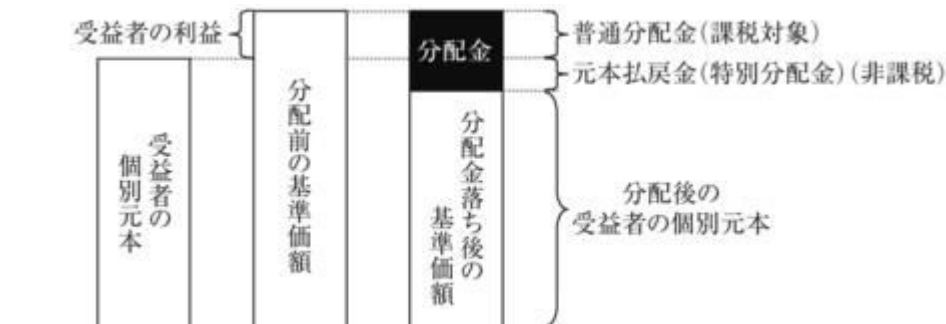 受益者の利益
分配金
普通分配金(課税対象)
元本払戻金(特別分配金)(非課税)
受益者の
個別元本
分配前の基準価額
分配金落ち後の
基準価額
分配後の
受益者の個別元本